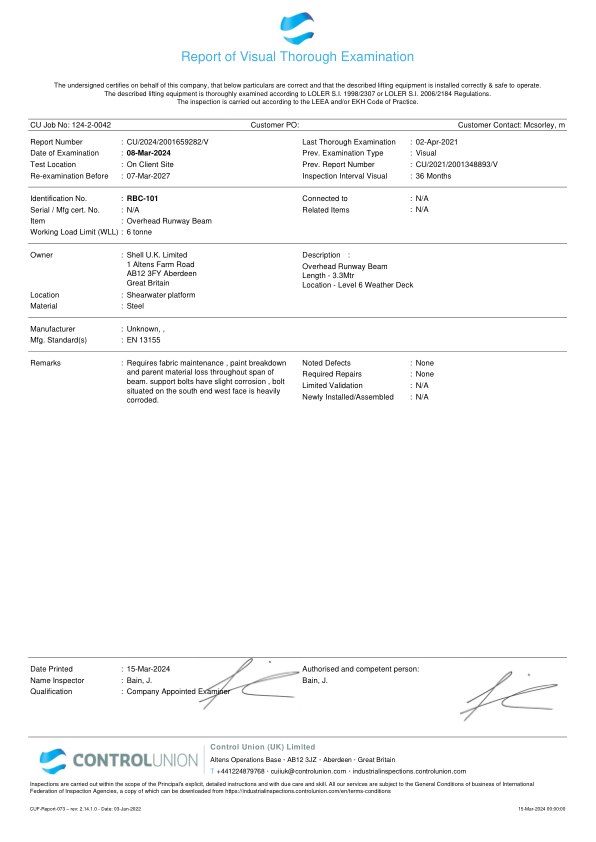 Report of Visual Thorough Examination
The undersigned certifies on behalf of this company, that below particulars are correct and that the described lifting equipment is installed correctly & safe to operate.
The described lifting equipment is thoroughly examined according to LOLER S.I. 1998/2307 or LOLER S.I. 2006/2184 Regulations.
The inspection is carried out according to the LEEA and/or EKH Code of Practice.
CU Job No: 124-2-0042 Customer PO: Customer Contact: Mcsorley, m
Report Number : CU/2024/2001659282/V Last Thorough Examination : 02-Apr-2021
Date of Examination : 08-Mar-2024 Prev. Examination Type : Visual
Test Location : On Client Site Prev. Report Number : CU/2021/2001348893/V
Re-examination Before : 07-Mar-2027 Inspection Interval Visual : 36 Months
Identification No. : RBC-101 Connected to : N/A
Serial / Mfg cert. No. : N/A Related Items : N/A
Item : Overhead Runway Beam
Working Load Limit (WLL) : 6 tonne
Owner : Shell U.K. Limited Description :
1 Altens Farm Road Overhead Runway Beam
AB12 3FY Aberdeen Length - 3.3Mtr
Great Britain Location - Level 6 Weather Deck
Location : Shearwater platform
Material : Steel
Manufacturer : Unknown, ,
Mfg. Standard(s) : EN 13155
Remarks : Requires fabric maintenance , paint breakdown Noted Defects : None
and parent material loss throughout span of Required Repairs : None
beam. support bolts have slight corrosion , bolt Limited Validation : N/A
situated on the south end west face is heavily Newly Installed/Assembled : N/A
corroded.
Date Printed : 15-Mar-2024 Authorised and competent person:
Name Inspector : Bain, J. Bain, J.
Qualification : Company Appointed Examiner
CONTROLUNION
Control Union (UK) Limited
Altens Operations Base · AB12 3JZ · Aberdeen · Great Britain
T +441224879768 · cuiiuk@controlunion.com · industrialinspections.controlunion.com
Inspections are carried out within the scope of the Principal's explicit, detailed instructions and with due care and skill. All our services are subject to the General Conditions of business of International
Federation of Inspection Agencies, a copy of which can be downloaded from https://industrialinspections.controlunion.com/en/terms-conditions
CUF-Report-073 – rev: 2.14.1.0 - Date: 03-Jun-2022 15-Mar-2024 00:00:00